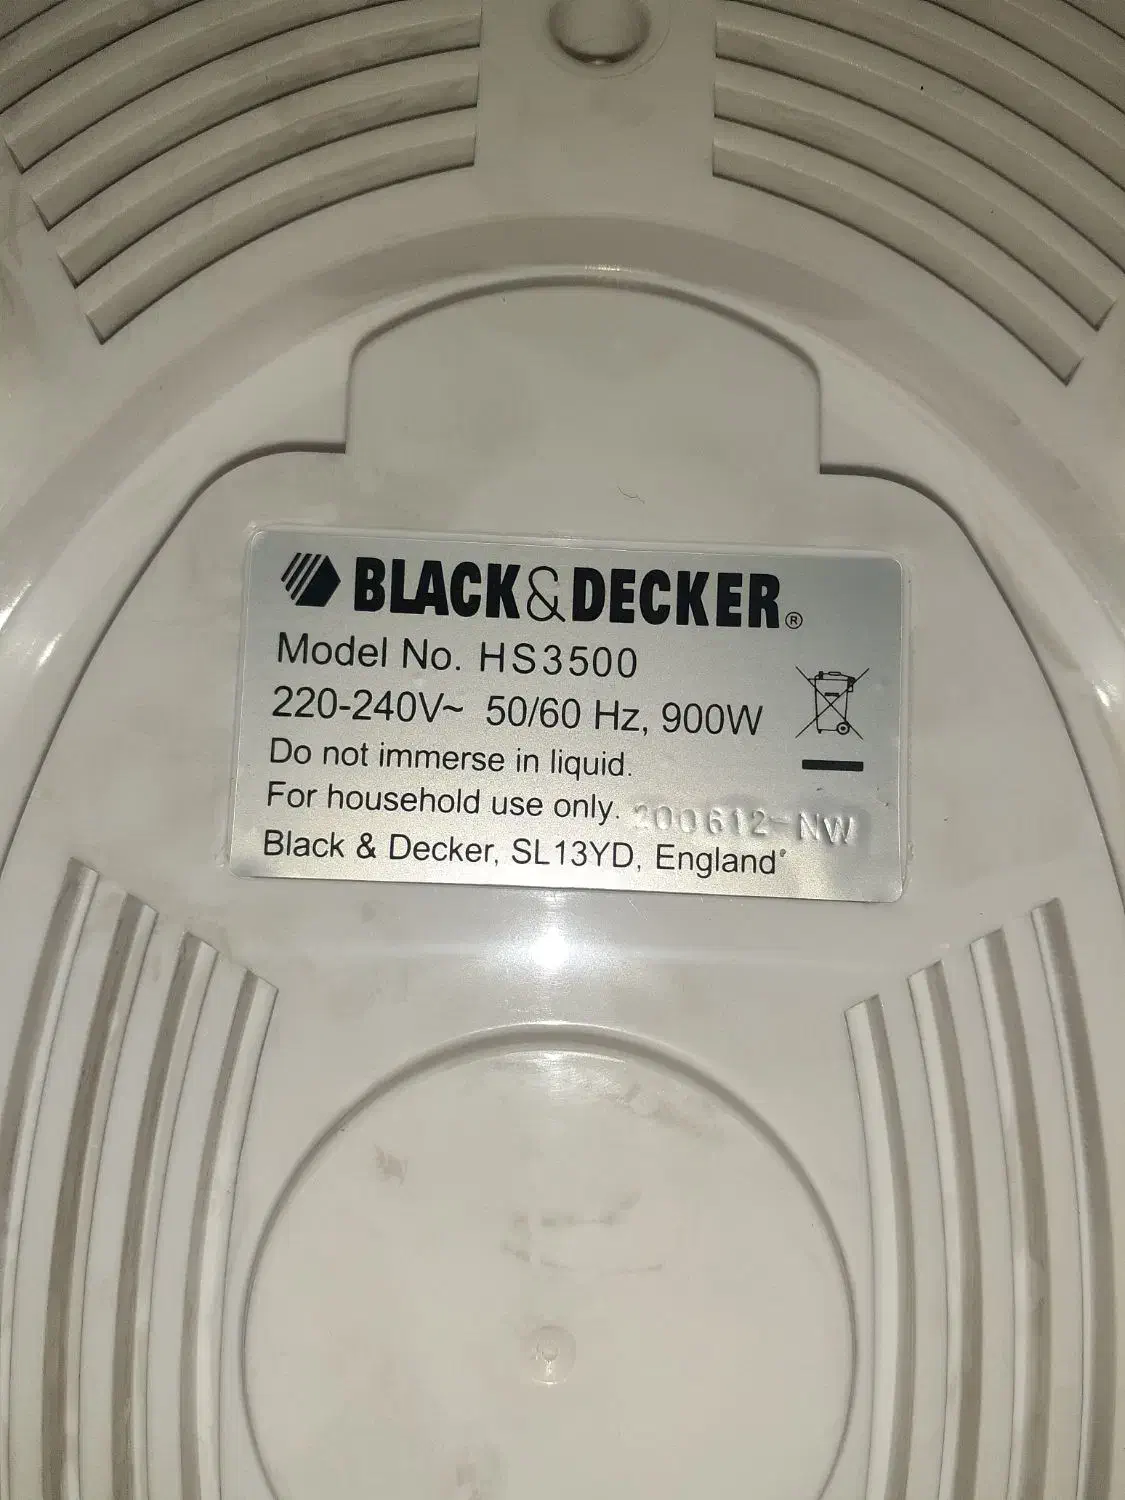 BLACK&DECKER®
Model No. HS3500
220-240V~ 50/60 Hz, 900W
Do not immerse in liquid.
For household use only. 200612-NW
Black & Decker, SL13YD, England